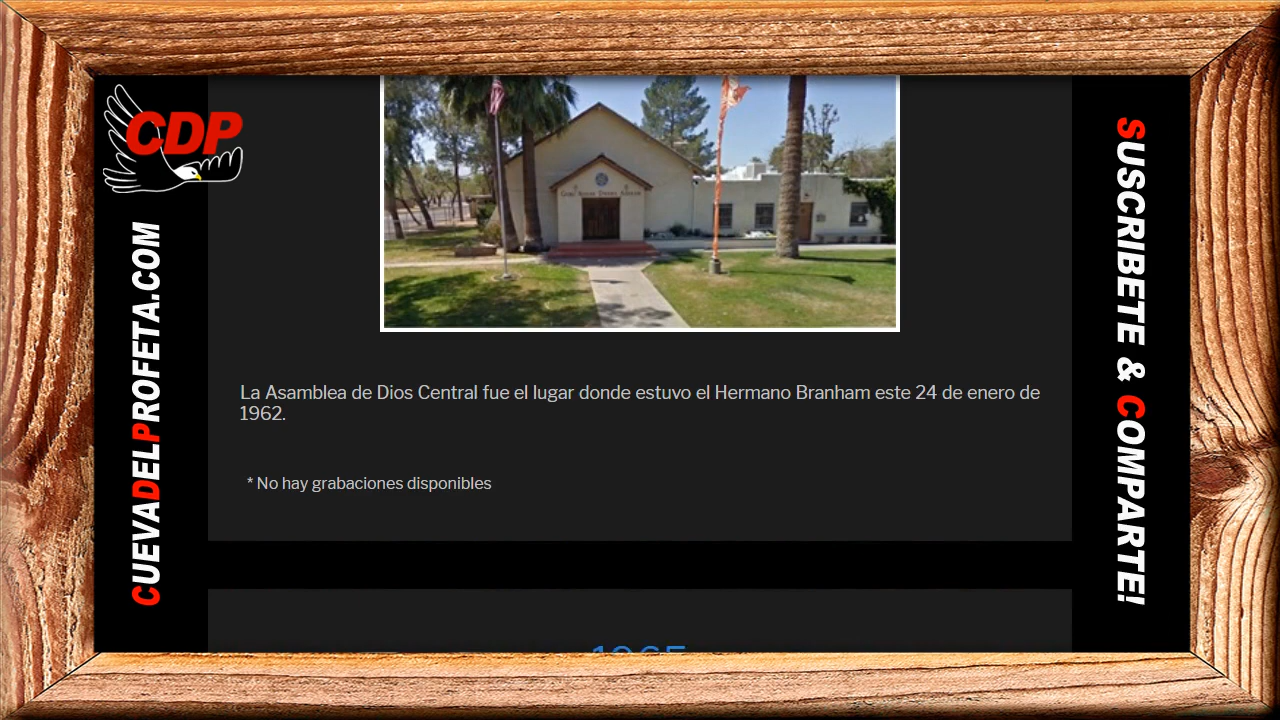 CDP
CUEVADELPROFETA.COM
SUSCRIBETE & COMPARTE!
La Asamblea de Dios Central fue el lugar donde estuvo el Hermano Branham este 24 de enero de
1962.
* No hay grabaciones disponibles